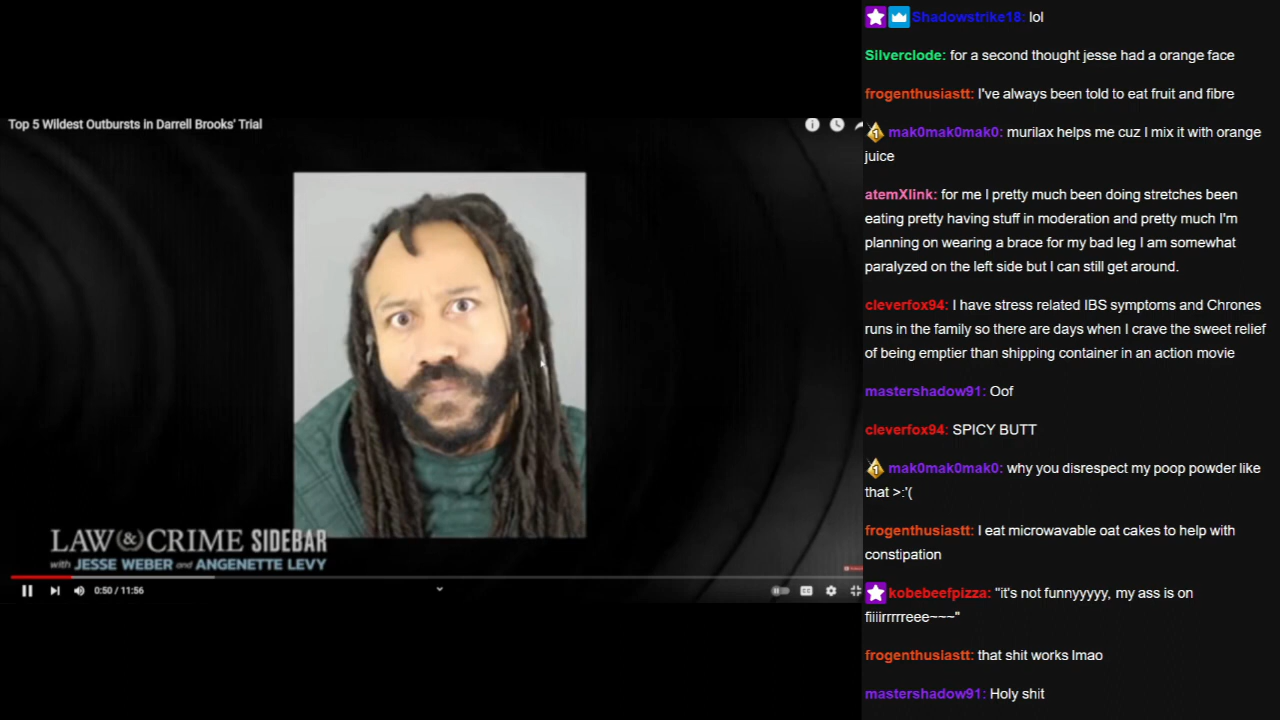 Top 5 Wildest Outbursts in Darrell Brooks' Trial
LAW & CRIME SIDEBAR
with JESSE WEBER and ANGENETTE LEVY
0:50 / 11:56
Shadowstrike18: lol
Silverclode: for a second thought jesse had a orange face
frogenthusiastt: I've always been told to eat fruit and fibre
mak0mak0mak0: murilax helps me cuz I mix it with orange
juice
atemXlink: for me I pretty much been doing stretches been
eating pretty having stuff in moderation and pretty much I'm
planning on wearing a brace for my bad leg I am somewhat
paralyzed on the left side but I can still get around.
cleverfox94: I have stress related IBS symptoms and Chrones
runs in the family so there are days when I crave the sweet relief
of being emptier than shipping container in an action movie
mastershadow91: Oof
cleverfox94: SPICY BUTT
mak0mak0mak0: why you disrespect my poop powder like
that >:'(
frogenthusiastt: I eat microwavable oat cakes to help with
constipation
kobebeefpizza: "it's not funnyyyyy, my ass is on
fiiiirrrrreee~~~"
frogenthusiastt: that shit works lmao
mastershadow91: Holy shit